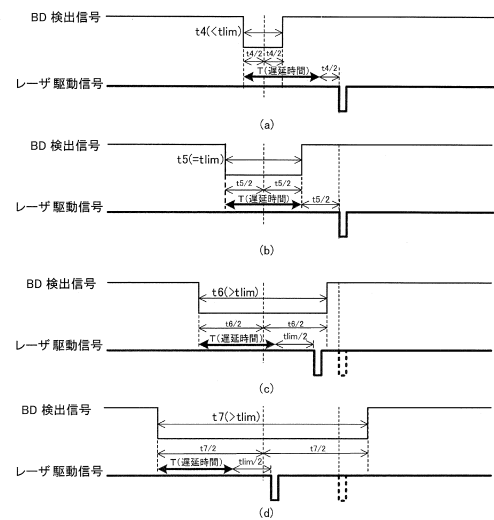 BD 検出信号
t4(<tlim)
t4/2 t4/2
T(遅延時間) t4/2
レーザ駆動信号
(a)
BD 検出信号
t5(=tlim)
t5/2 t5/2
T(遅延時間) t5/2
レーザ駆動信号
(b)
BD 検出信号
t6(>tlim)
t6/2 t6/2
T(遅延時間) tlim/2
レーザ駆動信号
(c)
BD 検出信号
t7(>tlim)
t7/2 t7/2
T(遅延時間) tlim/2
レーザ駆動信号
(d)